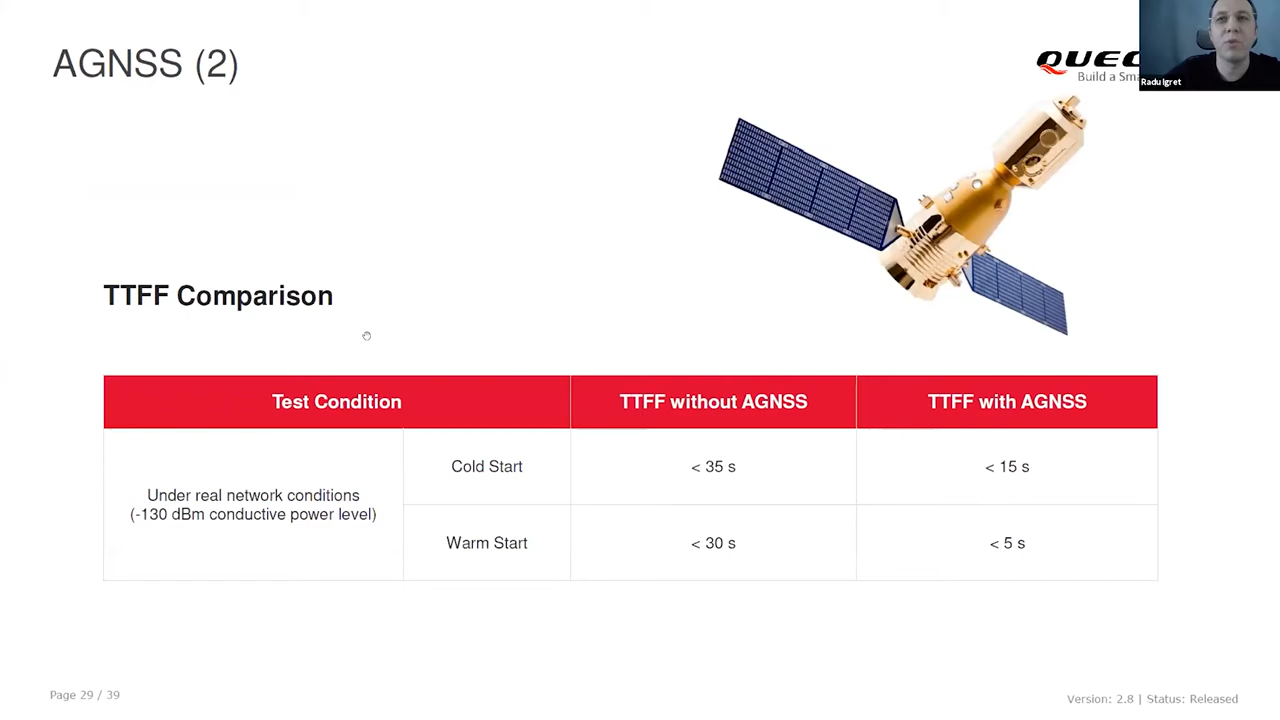 AGNSS (2)
QUEC
Build a Sma
Radu Igret
TTFF Comparison
Test Condition
TTFF without AGNSS
TTFF with AGNSS
Under real network conditions
(-130 dBm conductive power level)
Cold Start
< 35 s
< 15 s
Warm Start
< 30 s
< 5 s
Page 29 / 39
Version: 2.8 | Status: Released